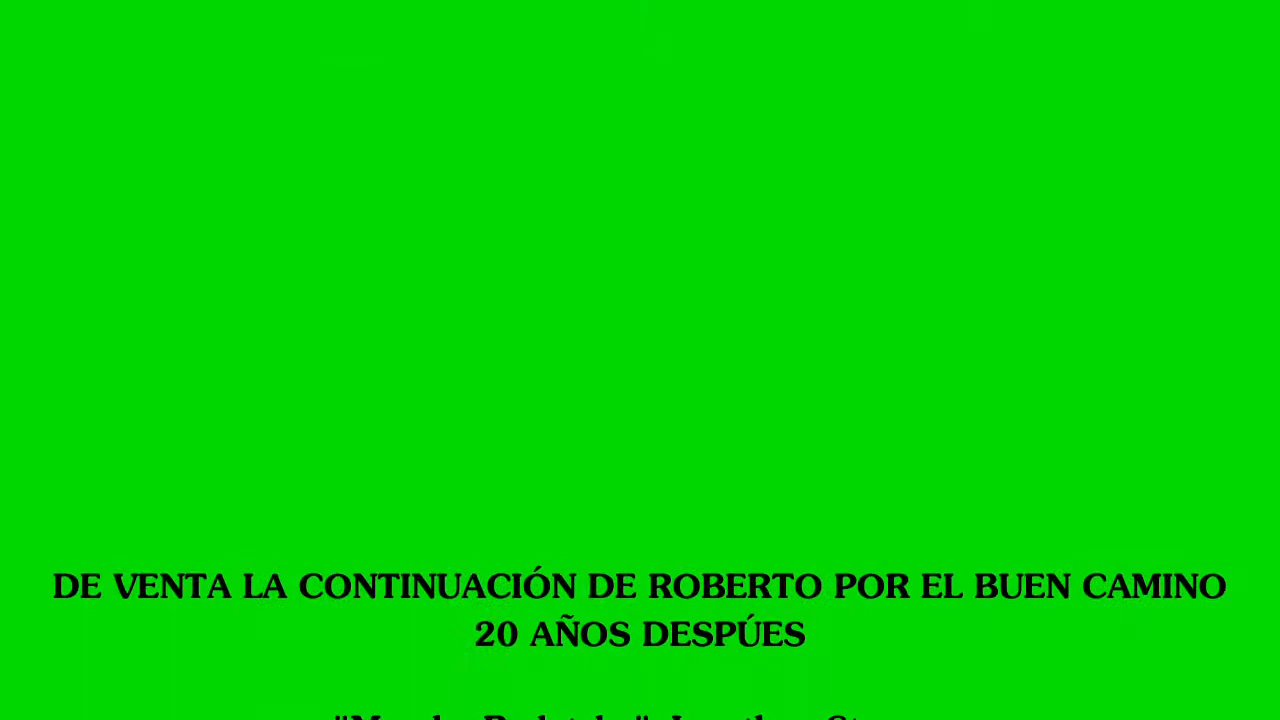 DE VENTA LA CONTINUACIÓN DE ROBERTO POR EL BUEN CAMINO
20 AÑOS DESPÚES